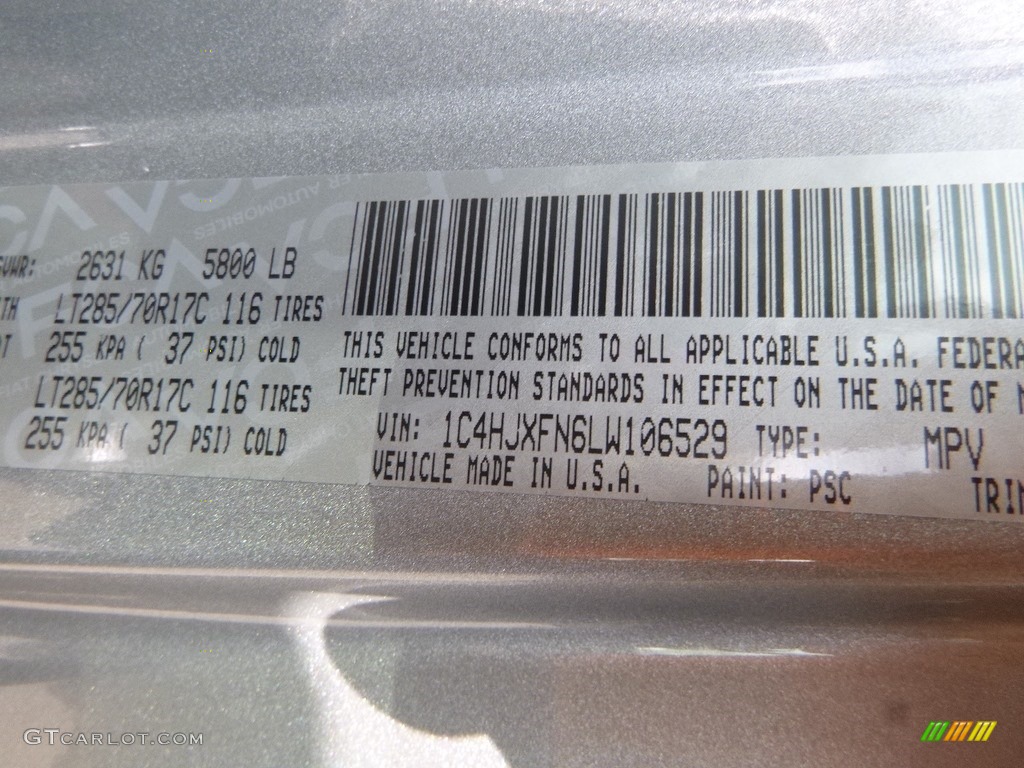 GVWR: 2631 KG 5800 LB
LT285/70R17C 116 TIRES
255 KPA ( 37 PSI) COLD
LT285/70R17C 116 TIRES
255 KPA ( 37 PSI) COLD
THIS VEHICLE CONFORMS TO ALL APPLICABLE U.S.A. FEDERA
THEFT PREVENTION STANDARDS IN EFFECT ON THE DATE OF M
VIN: 1C4HJXFN6LW106529 TYPE: MPV
VEHICLE MADE IN U.S.A. PAINT: PSC TRIM
GTCARLOT.COM